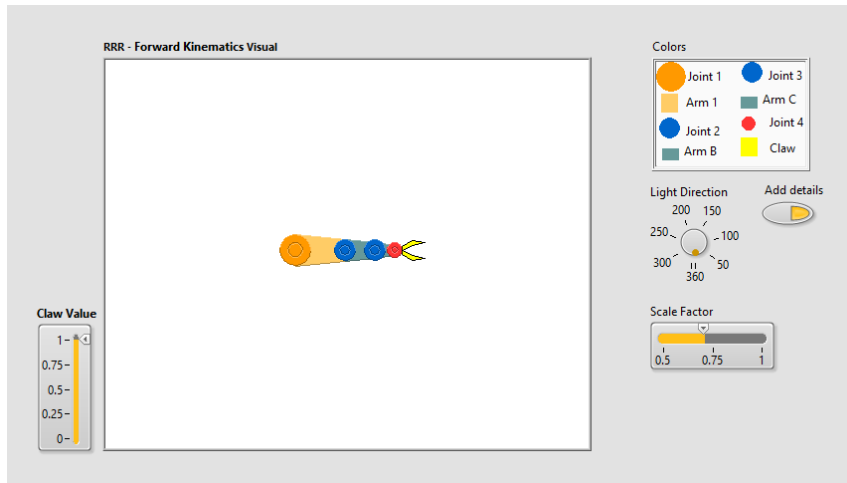 RRR - Forward Kinematics Visual
Colors
Joint 1
Joint 3
Arm 1
Arm C
Joint 2
Joint 4
Arm B
Claw
Light Direction
Add details
200 150
250 100
300 50
360
Claw Value
1
0.75
0.5
0.25
0
Scale Factor
0.5 0.75 1